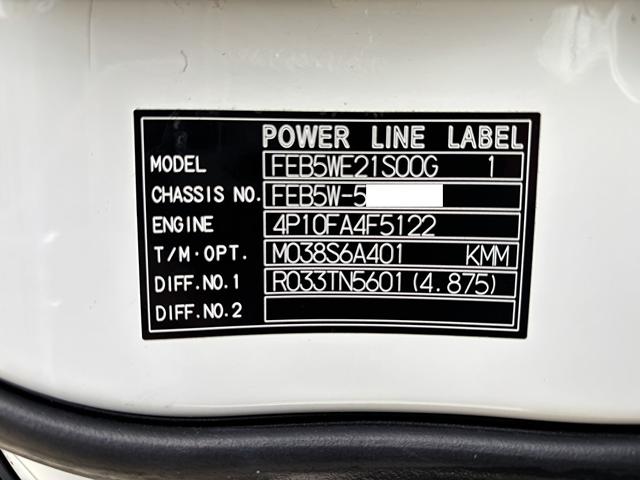 POWER LINE LABEL
MODEL FEB5WE21S00G 1
CHASSIS NO. FEB5W-5
ENGINE 4P10FA4F5122
T/M·OPT. M038S6A401 KMM
DIFF.NO.1 R033TN5601(4.875)
DIFF.NO.2